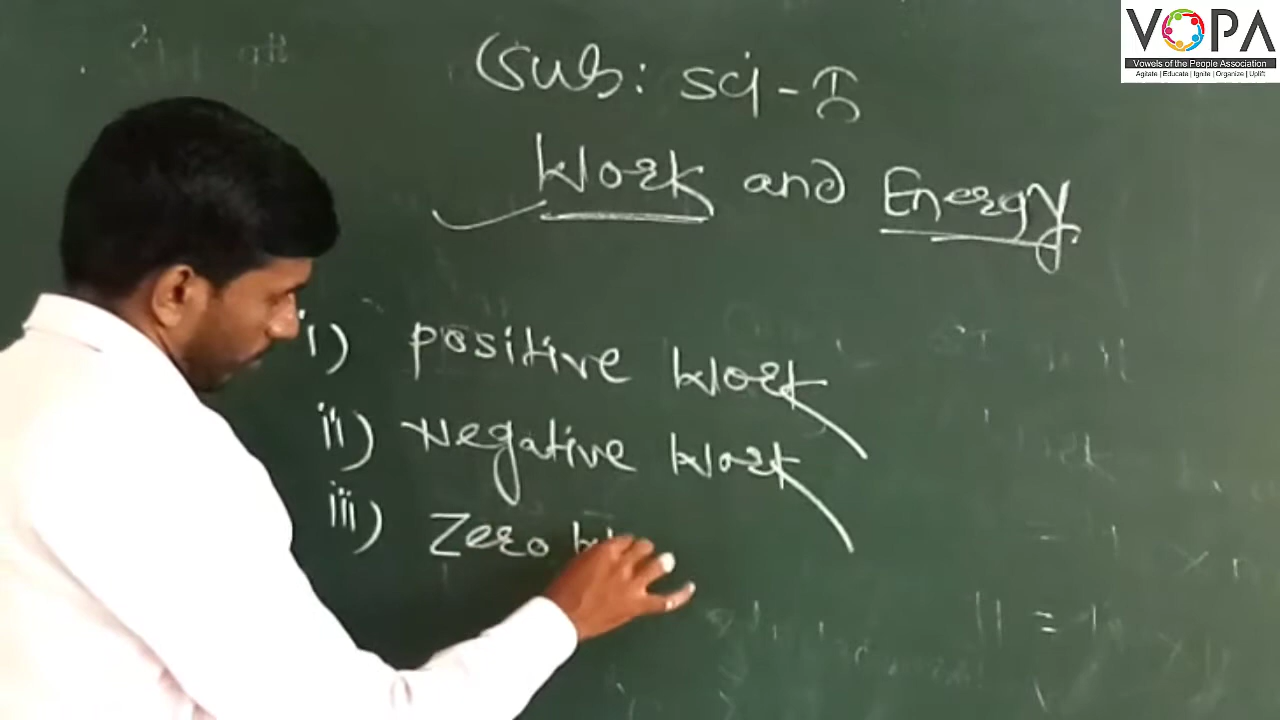 VOPA
Vowels of the People Association
Agitate | Educate | Ignite | Organize | Uplift
Sub: Sci-I
Work and Energy
i) Positive Work
ii) Negative Work
iii) Zero